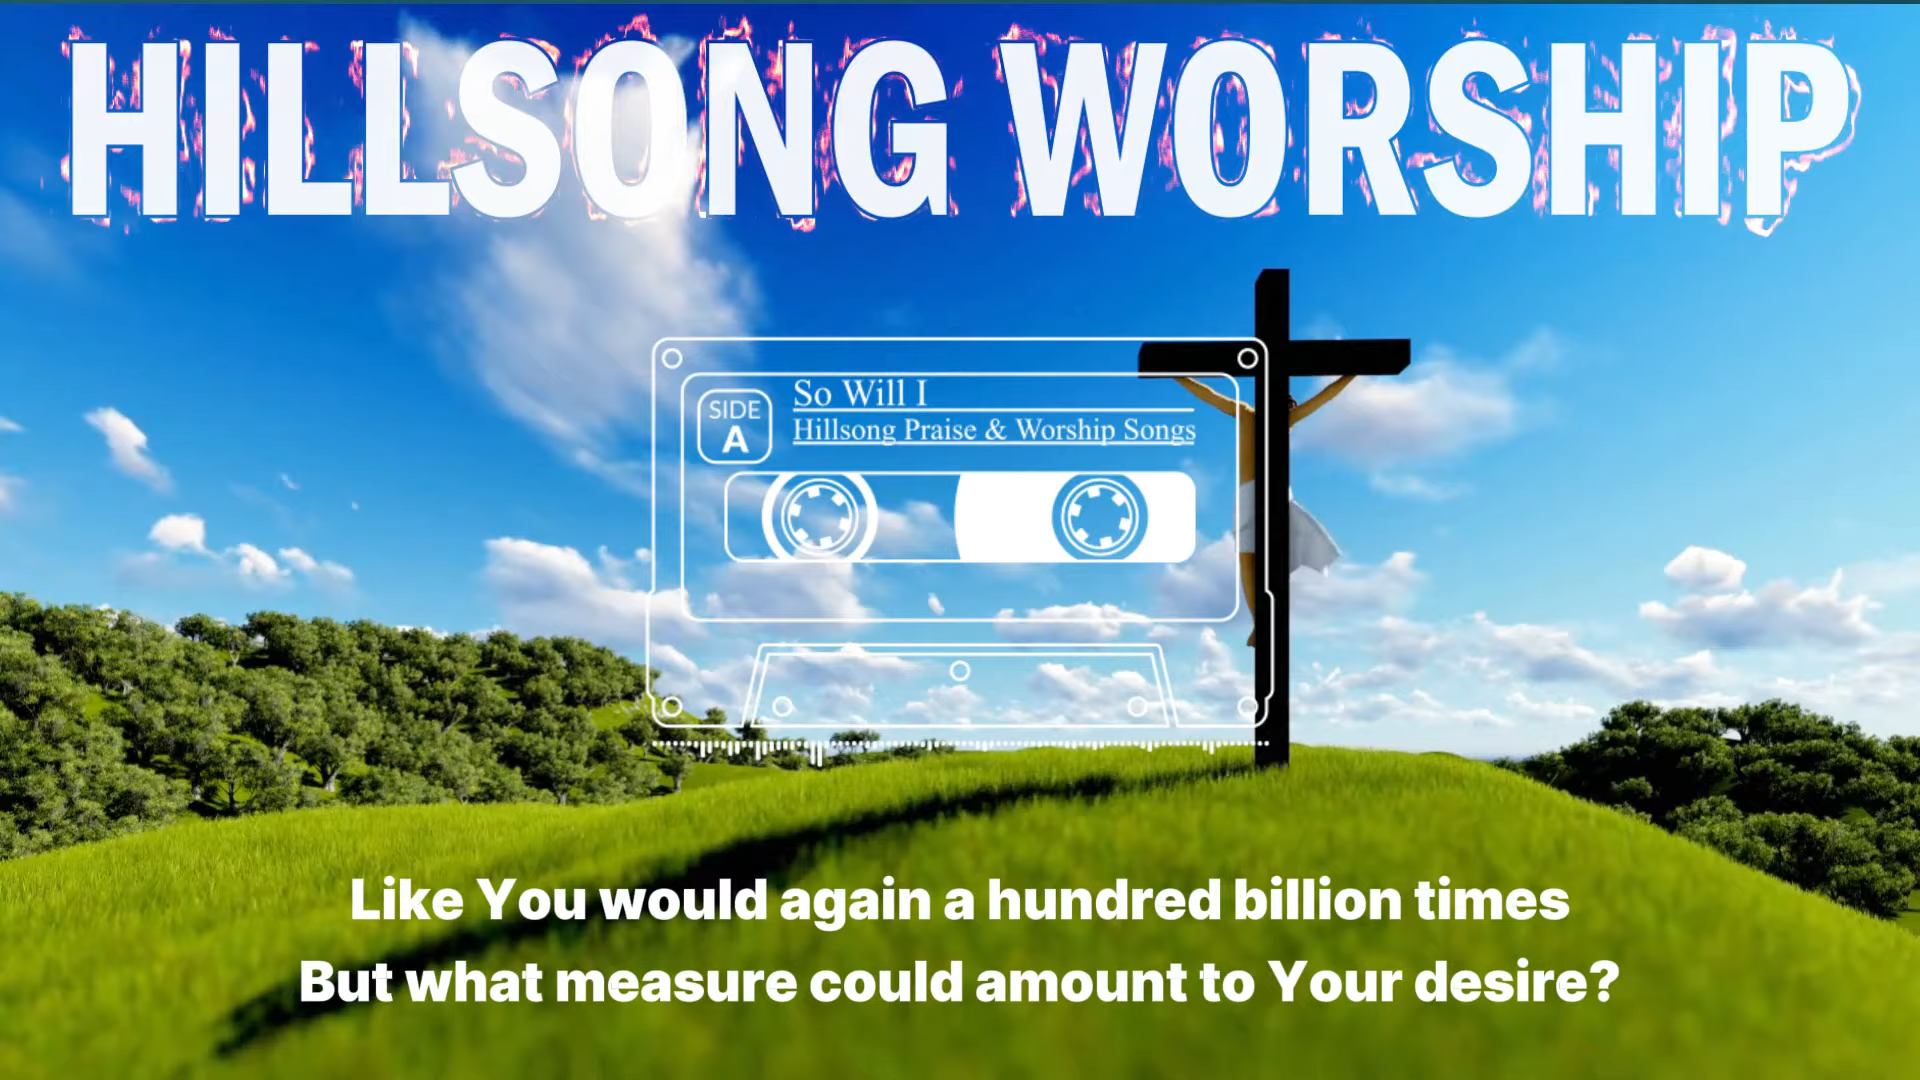 HILLSONG WORSHIP
SIDE
A
So Will I
Hillsong Praise & Worship Songs
Like You would again a hundred billion times
But what measure could amount to Your desire?